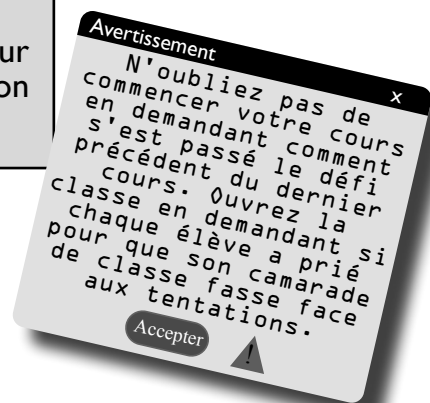 ur
on
Avertissement
x
N'oubliez pas de
commencer votre cours
en demandant comment
s'est passé le défi
précédent du dernier
cours. Ouvrez la
classe en demandant si
chaque élève a prié
pour que son camarade
de classe fasse face
aux tentations.
Accepter
!